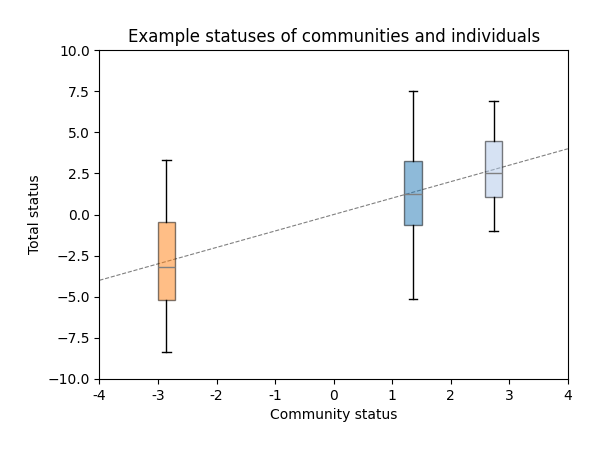 Example statuses of communities and individuals
10.0
7.5
5.0
2.5
0.0
−2.5
−5.0
−7.5
−10.0
Total status
-4 -3 -2 -1 0 1 2 3 4
Community status